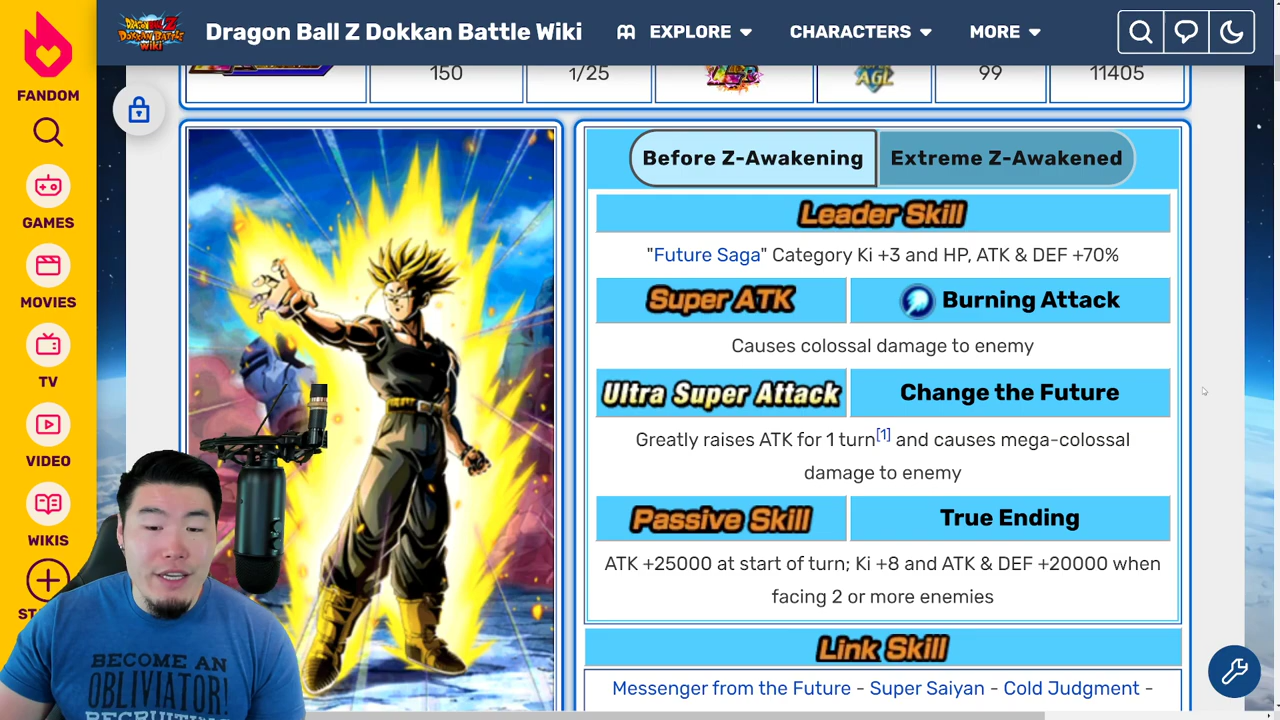 Dragon Ball Z Dokkan Battle Wiki
EXPLORE
CHARACTERS
MORE
FANDOM
GAMES
MOVIES
TV
VIDEO
WIKIS
150
1/25
AGL
99
11405
Before Z-Awakening
Extreme Z-Awakened
Leader Skill
"Future Saga" Category Ki +3 and HP, ATK & DEF +70%
Super ATK
Burning Attack
Causes colossal damage to enemy
Ultra Super Attack
Change the Future
Greatly raises ATK for 1 turn[1] and causes mega-colossal
damage to enemy
Passive Skill
True Ending
ATK +25000 at start of turn; Ki +8 and ATK & DEF +20000 when
facing 2 or more enemies
Link Skill
Messenger from the Future - Super Saiyan - Cold Judgment -
BECOME AN
OBLIVIATOR!
RECRUITING